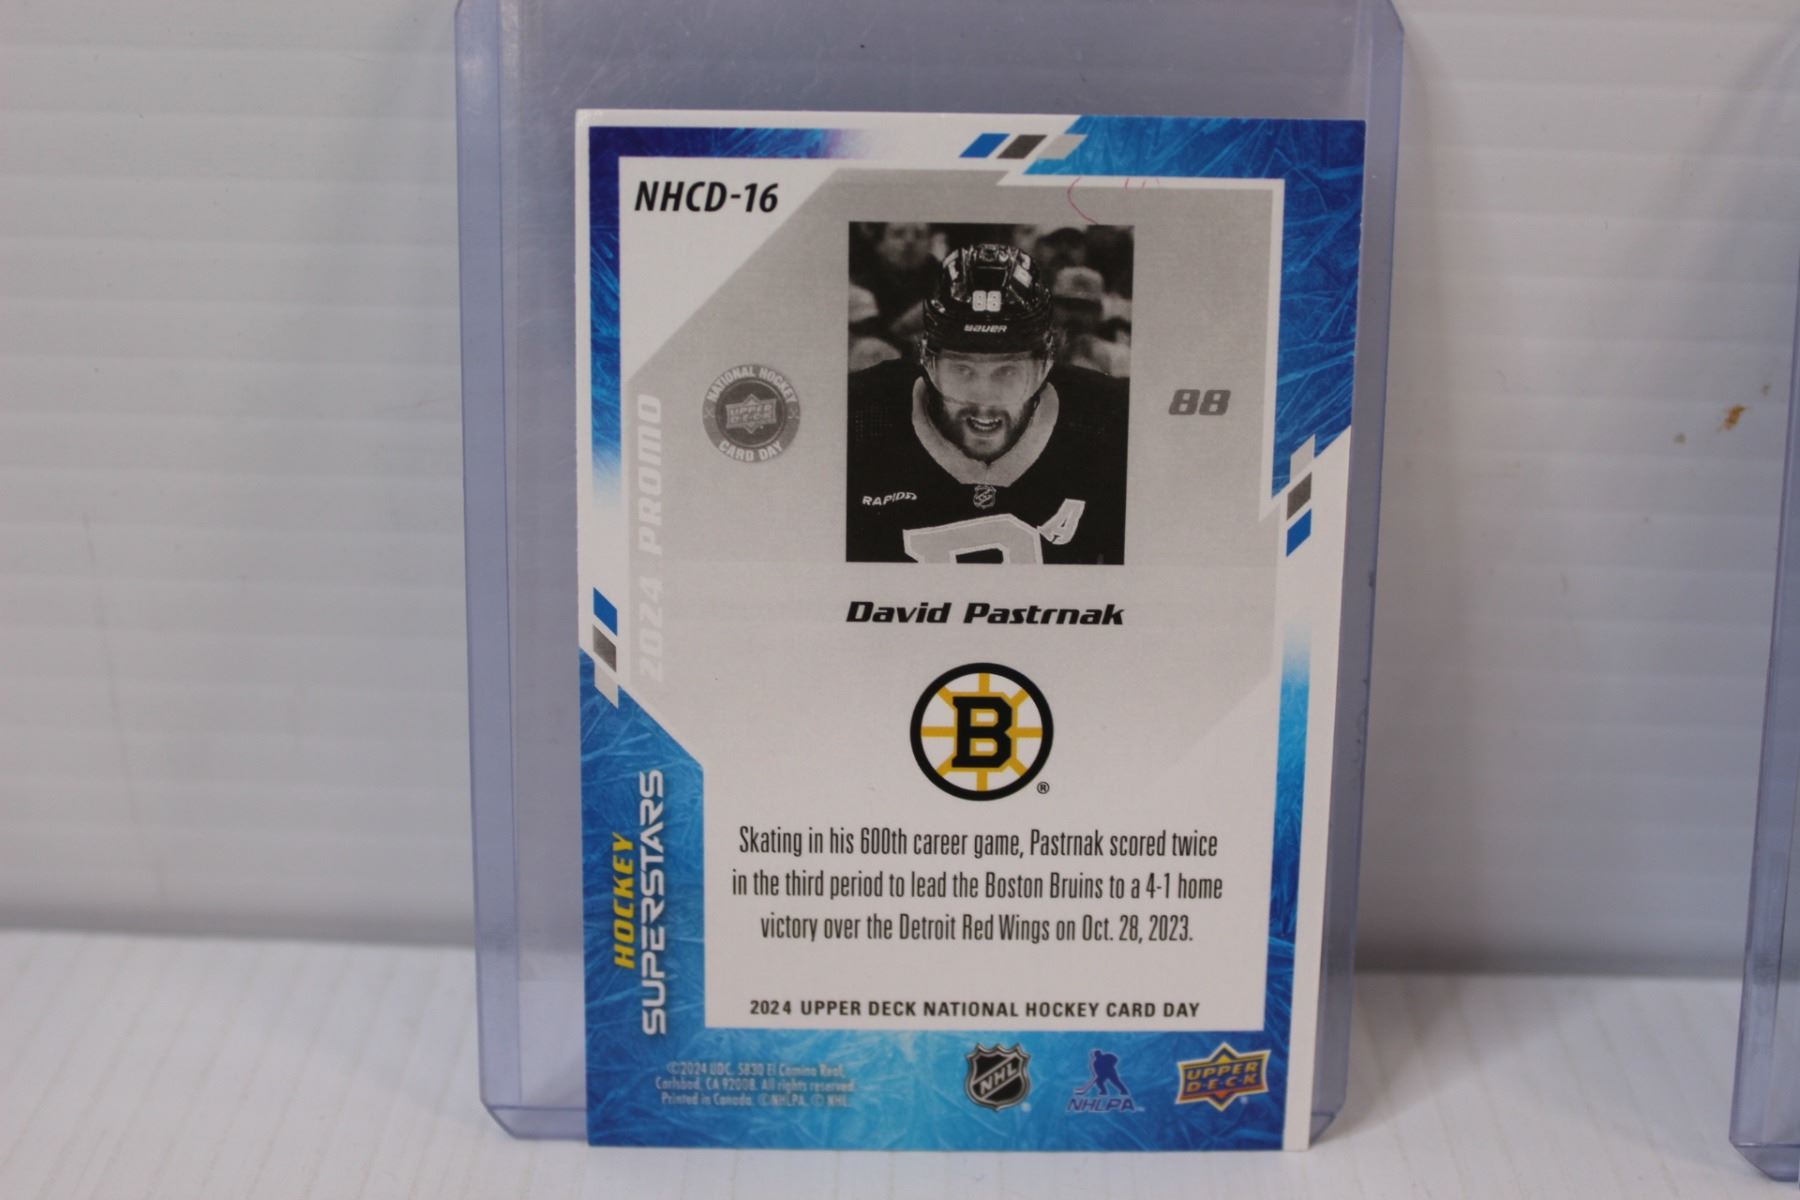 NHCD-16
88
BAUER
RAPID7
A
NATIONAL HOCKEY
UPPER
D·E·C·K
CARD DAY
88
2024 PROMO
David Pastrnak
B
®
HOCKEY
SUPERSTARS
Skating in his 600th career game, Pastrnak scored twice
in the third period to lead the Boston Bruins to a 4-1 home
victory over the Detroit Red Wings on Oct. 28, 2023.
2024 UPPER DECK NATIONAL HOCKEY CARD DAY
©2024 UDC. 5830 El Camino Real,
Carlsbad, CA 92008. All rights reserved.
Printed in Canada. ©NHLPA. © NHL.
NHL
NHLPA
UPPER
D·E·C·K